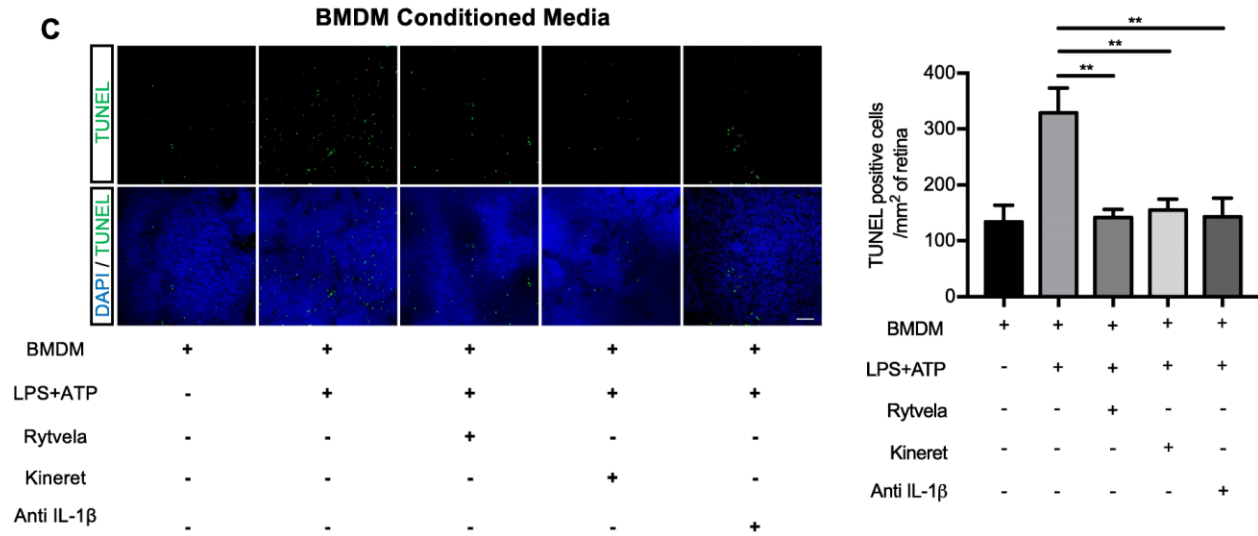 C
BMDM Conditioned Media
TUNEL
DAPI / TUNEL
BMDM + + + + +
LPS+ATP - + + + +
Rytvela - - + - -
Kineret - - - + -
Anti IL-1β - - - - +
**
**
**
TUNEL positive cells
/mm² of retina
400
300
200
100
0
BMDM + + + + +
LPS+ATP - + + + +
Rytvela - - + - -
Kineret - - - + -
Anti IL-1β - - - - +